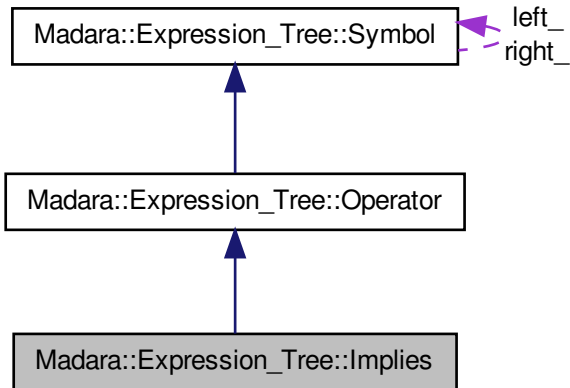 Madara::Expression_Tree::Symbol
left_
right_
Madara::Expression_Tree::Operator
Madara::Expression_Tree::Implies